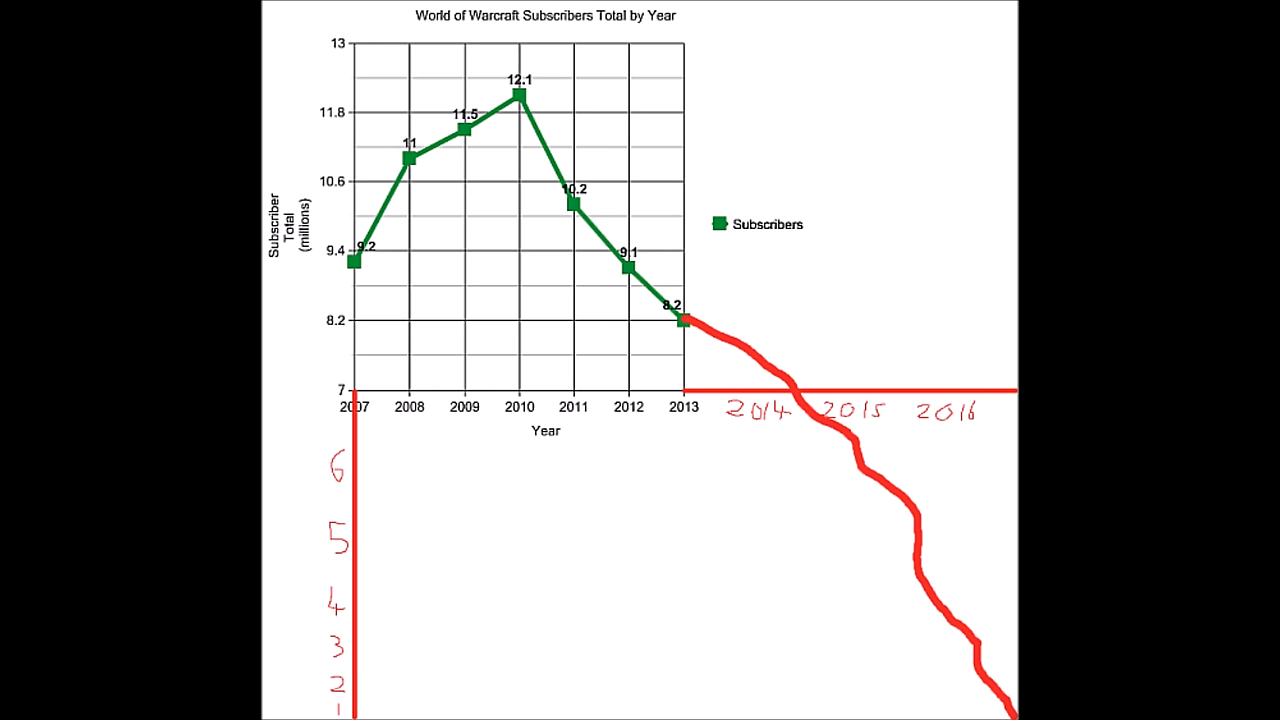 World of Warcraft Subscribers Total by Year
13
12.1
11.8
11.5
11
10.6
10.2
Subscriber
Total
(millions)
Subscribers
9.4
9.2
9.1
8.2
8.2
7
2007 2008 2009 2010 2011 2012 2013
2014 2015 2016
Year
6
5
4
3
2
1